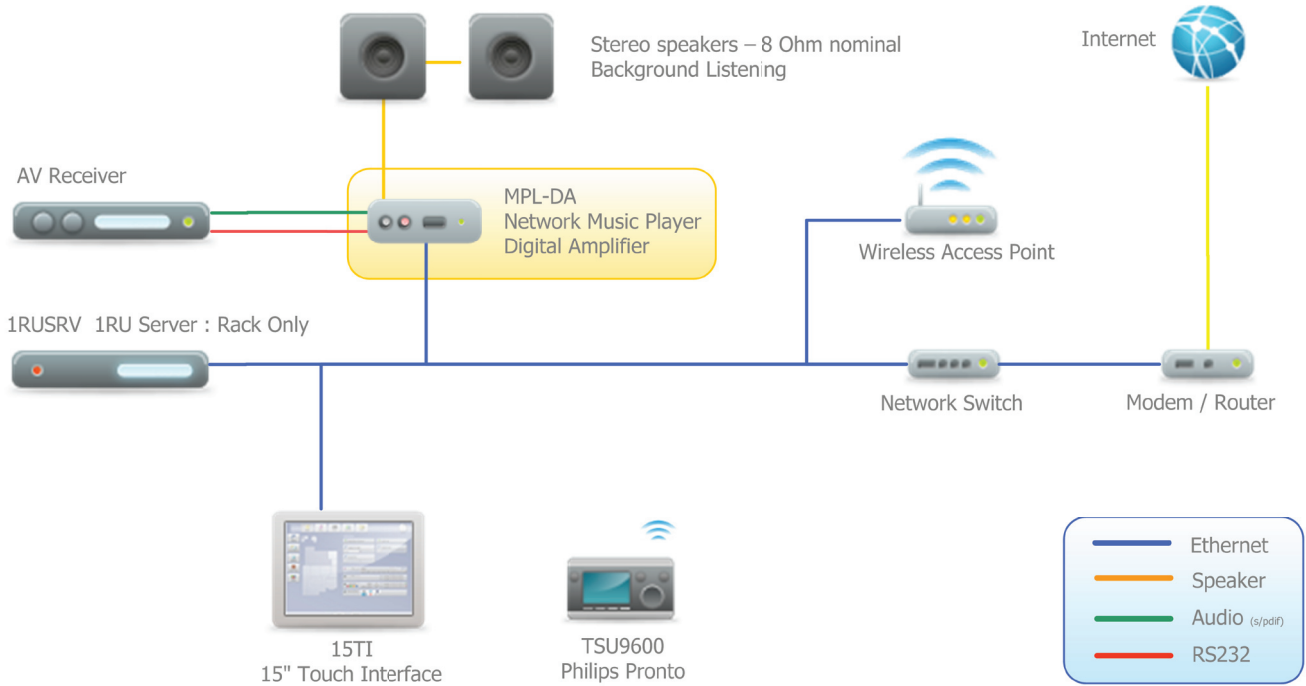 Stereo speakers – 8 Ohm nominal
Background Listening
Internet
AV Receiver
MPL-DA
Network Music Player
Digital Amplifier
Wireless Access Point
1RUSRV 1RU Server : Rack Only
Network Switch
Modem / Router
15TI
15" Touch Interface
TSU9600
Philips Pronto
Ethernet
Speaker
Audio (s/pdif)
RS232